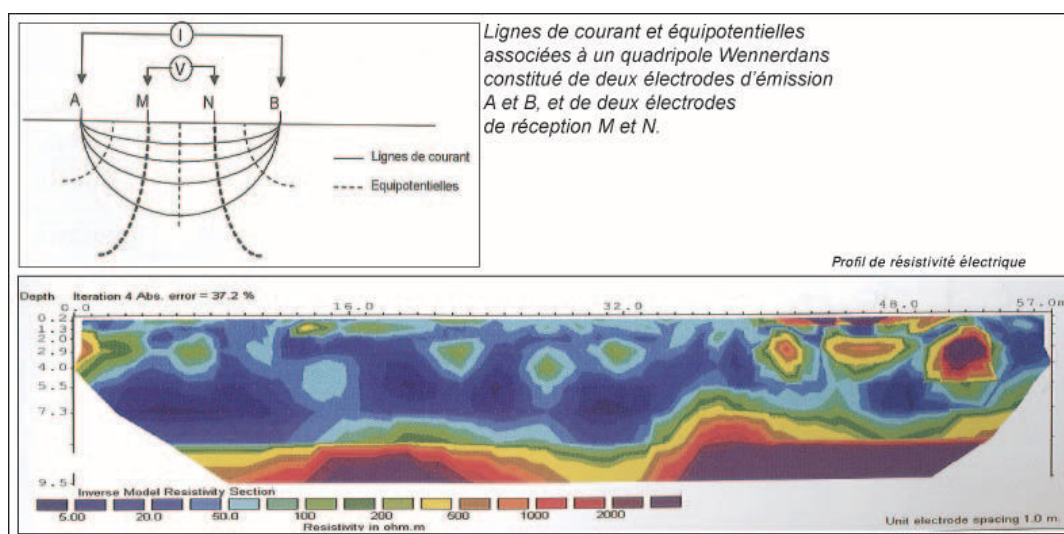 I
V
A M N B
Lignes de courant
Equipotentielles
Lignes de courant et équipotentielles
associées à un quadripole Wennerdans
constitué de deux électrodes d'émission
A et B, et de deux électrodes
de réception M et N.
Profil de résistivité électrique
Depth Iteration 4 Abs. error = 37.2 %
0.0 16.0 32.0 48.0 57.0m
0.2
1.3
2.0
2.9
4.0
5.5
7.3
9.5
Inverse Model Resistivity Section
5.00 20.0 50.0 100 200 500 1000 2000
Resistivity in ohm.m
Unit electrode spacing 1.0 m.